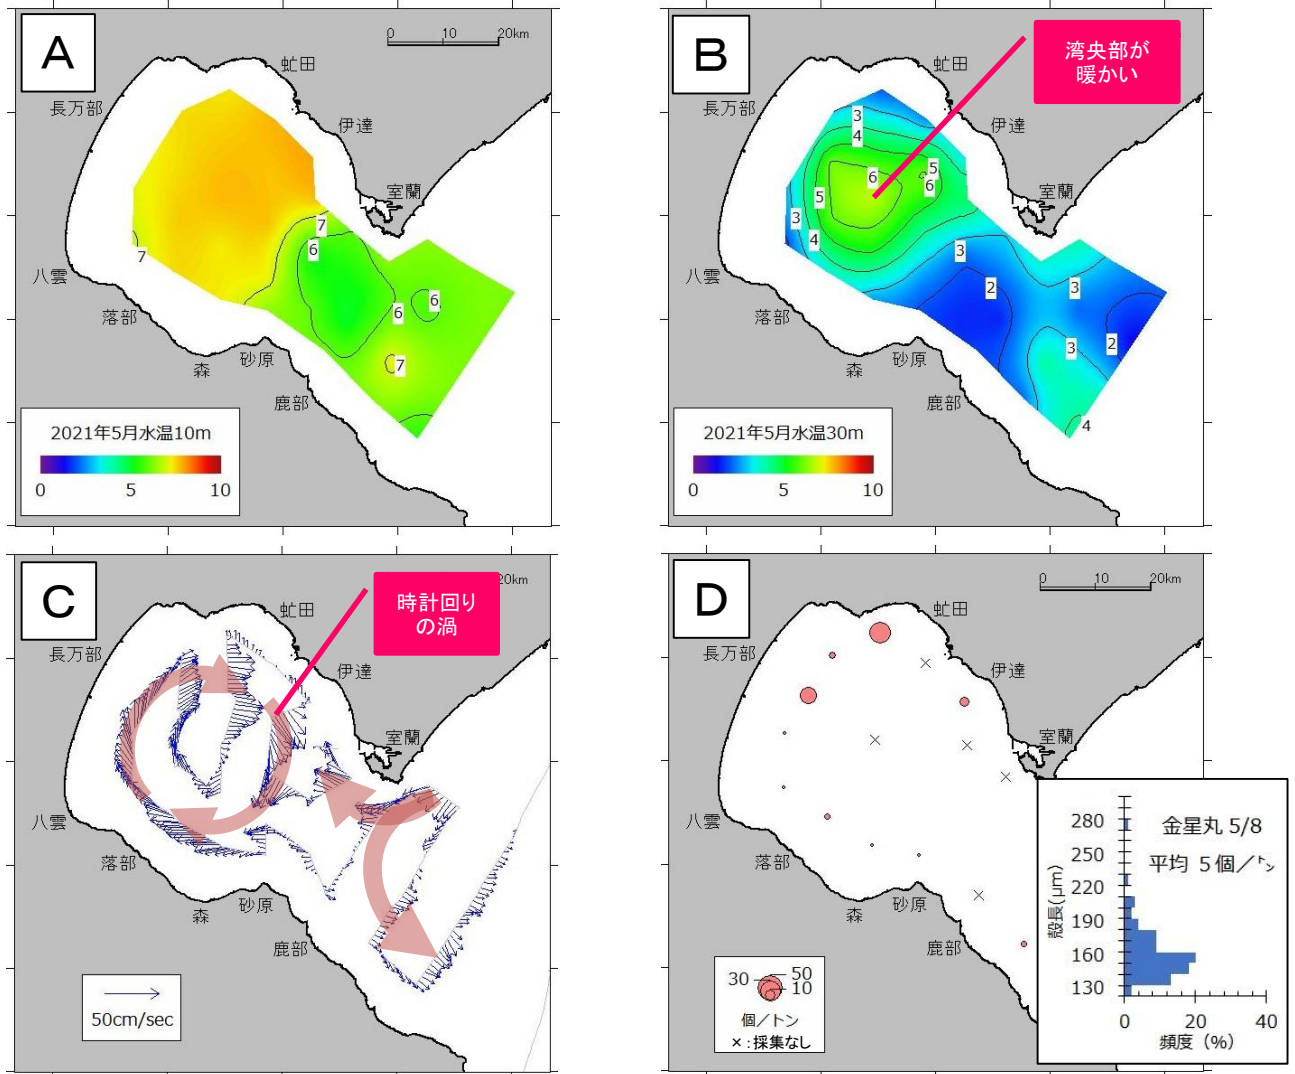 A
0
10
20km
虻田
長万部
伊達
室蘭
7
6
7
6
6
7
八雲
落部
森
砂原
鹿部
2021年5月水温10m
0
5
10
B
湾央部が
暖かい
虻田
長万部
伊達
室蘭
3
4
5
6
6
5
3
4
3
2
3
3
2
4
八雲
落部
森
砂原
鹿部
2021年5月水温30m
0
5
10
C
時計回り
の渦
20km
虻田
長万部
伊達
室蘭
八雲
落部
森
砂原
鹿部
50cm/sec
D
0
10
20km
虻田
長万部
伊達
室蘭
八雲
落部
森
砂原
鹿部
30
50
10
個／トン
×：採集なし
金星丸 5/8
平均 5個／トン
殻長(μm)
280
250
220
190
160
130
0
20
40
頻度（%）